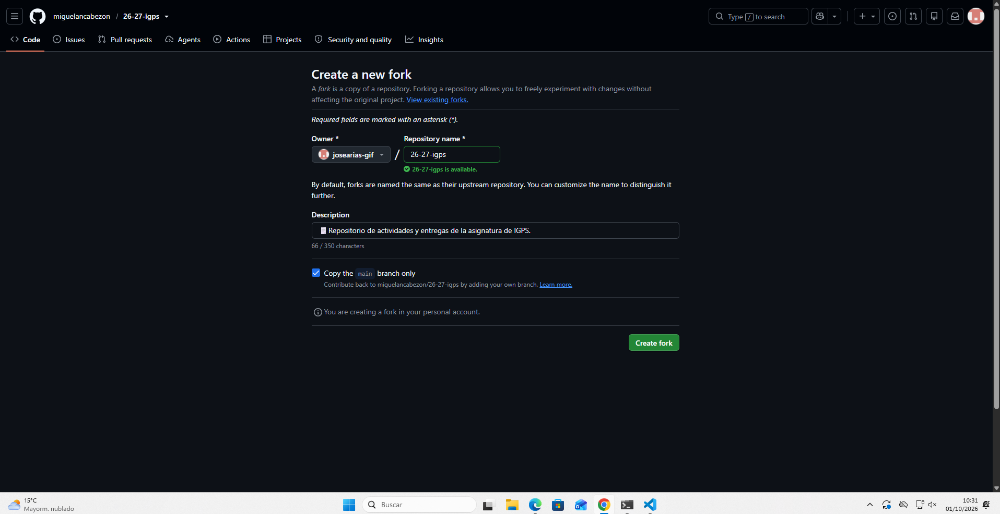 miguelancabezon / 26-27-igps
Type / to search
Code
Issues
Pull requests
Agents
Actions
Projects
Security and quality
Insights
Create a new fork
A fork is a copy of a repository. Forking a repository allows you to freely experiment with changes without
affecting the original project. View existing forks.
Required fields are marked with an asterisk (*).
Owner *
Repository name *
josearias-gif / 26-27-igps
26-27-igps is available.
By default, forks are named the same as their upstream repository. You can customize the name to distinguish it
further.
Description
Repositorio de actividades y entregas de la asignatura de IGPS.
66 / 350 characters
Copy the main branch only
Contribute back to miguelancabezon/26-27-igps by adding your own branch. Learn more.
You are creating a fork in your personal account.
Create fork
15°C
Mayorm. nublado
Buscar
10:31
01/10/2026